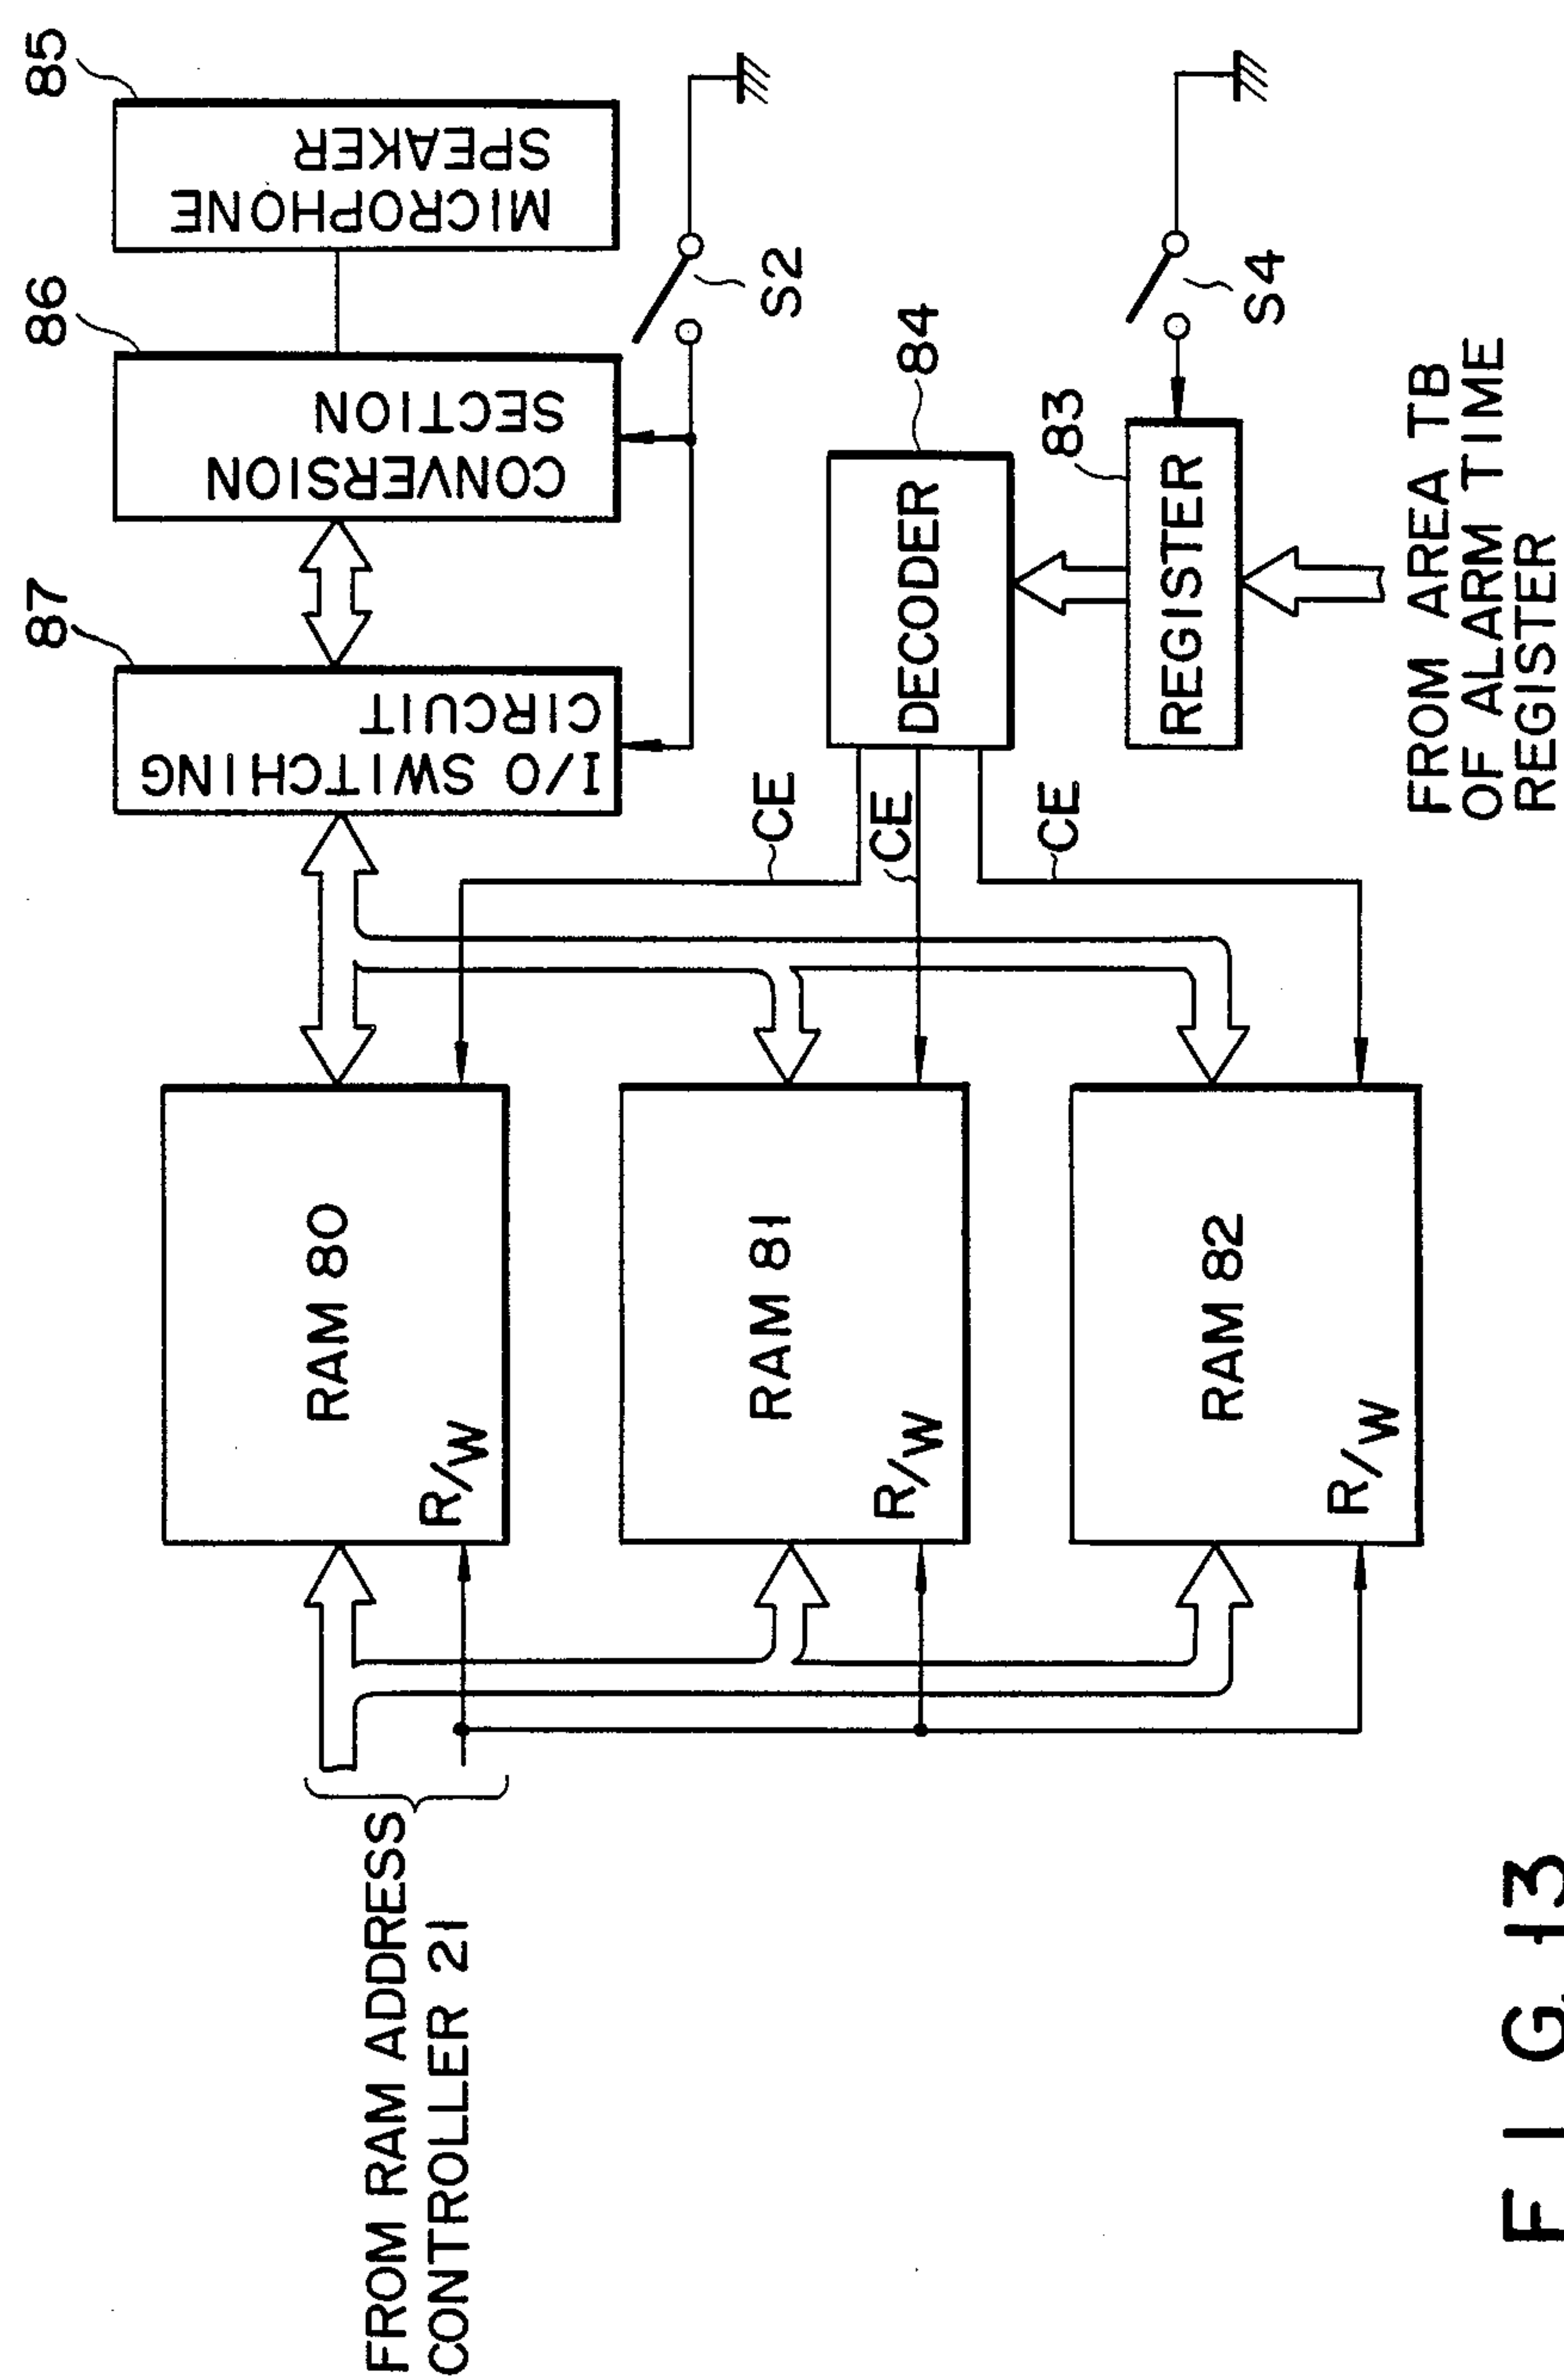 85
86
87
MICROPHONE
SPEAKER
CONVERSION
SECTION
I/O SWITCHING
CIRCUIT
S2
84
DECODER
CE
CE
CE
83
REGISTER
S4
FROM AREA TB
OF ALARM TIME
REGISTER
RAM 80
R/W
RAM 81
R/W
RAM 82
R/W
FROM RAM ADDRESS
CONTROLLER 21
FIG. 13